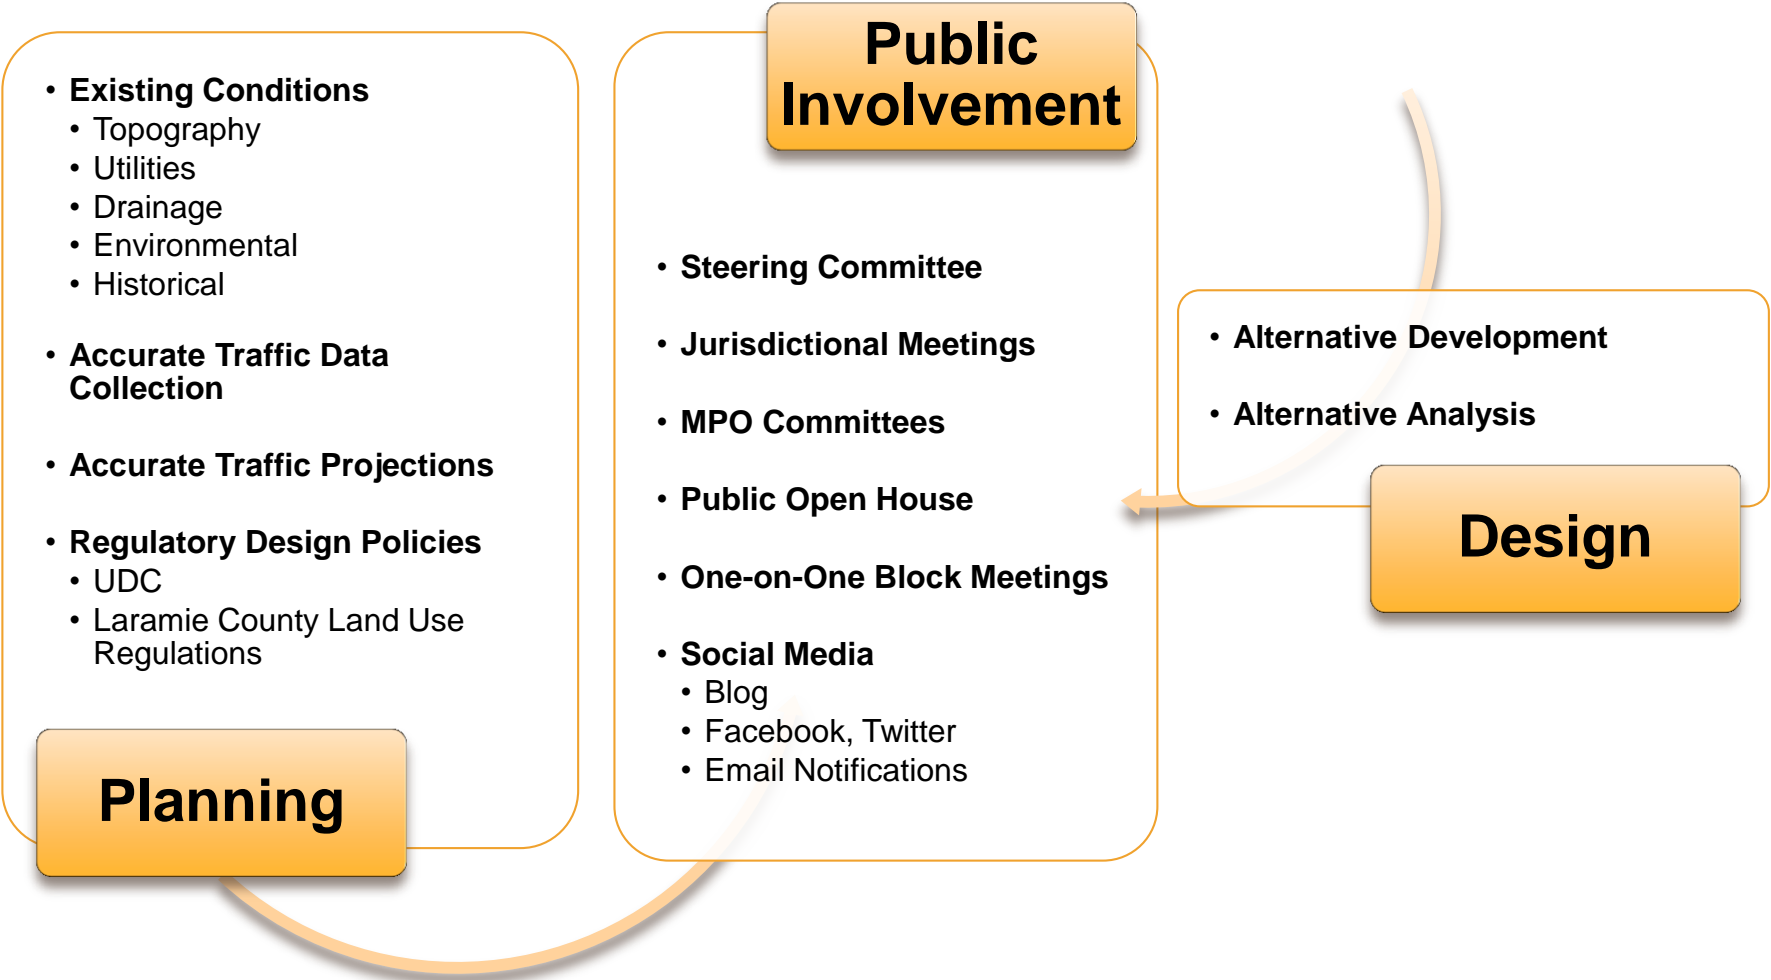 • Existing Conditions
• Topography
• Utilities
• Drainage
• Environmental
• Historical
• Accurate Traffic Data
Collection
• Accurate Traffic Projections
• Regulatory Design Policies
• UDC
• Laramie County Land Use
Regulations
Planning
Public
Involvement
• Steering Committee
• Jurisdictional Meetings
• MPO Committees
• Public Open House
• One-on-One Block Meetings
• Social Media
• Blog
• Facebook, Twitter
• Email Notifications
• Alternative Development
• Alternative Analysis
Design